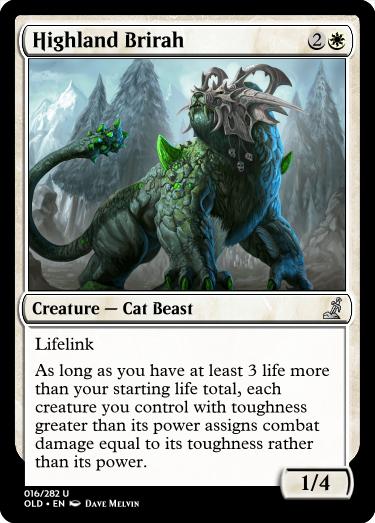 Highland Brirah 2
Creature — Cat Beast
Lifelink
As long as you have at least 3 life more
than your starting life total, each
creature you control with toughness
greater than its power assigns combat
damage equal to its toughness rather
than its power.
1/4
016/282 U
OLD • EN Dave Melvin